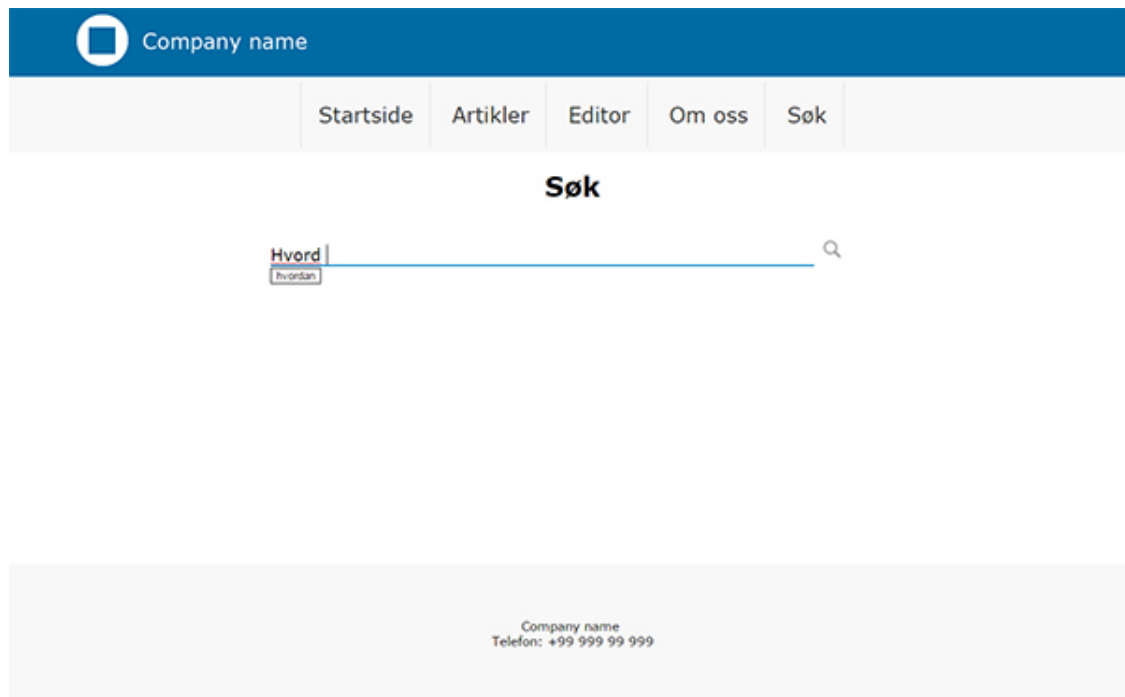 Company name
Startside Artikler Editor Om oss Søk
Søk
Hvord
hvordan
Company name
Telefon: +99 999 99 999